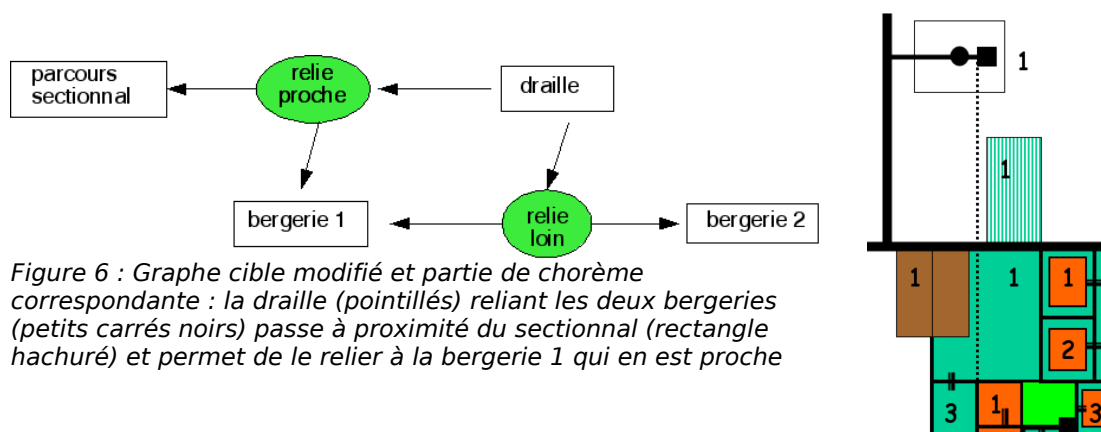 parcours
sectionnal
relie
proche
draille
bergerie 1
relie
loin
bergerie 2
Figure 6 : Graphe cible modifié et partie de chorème
correspondante : la draille (pointillés) reliant les deux bergeries
(petits carrés noirs) passe à proximité du sectionnal (rectangle
hachuré) et permet de le relier à la bergerie 1 qui en est proche
1
1
1 1 1
2
3 1 3